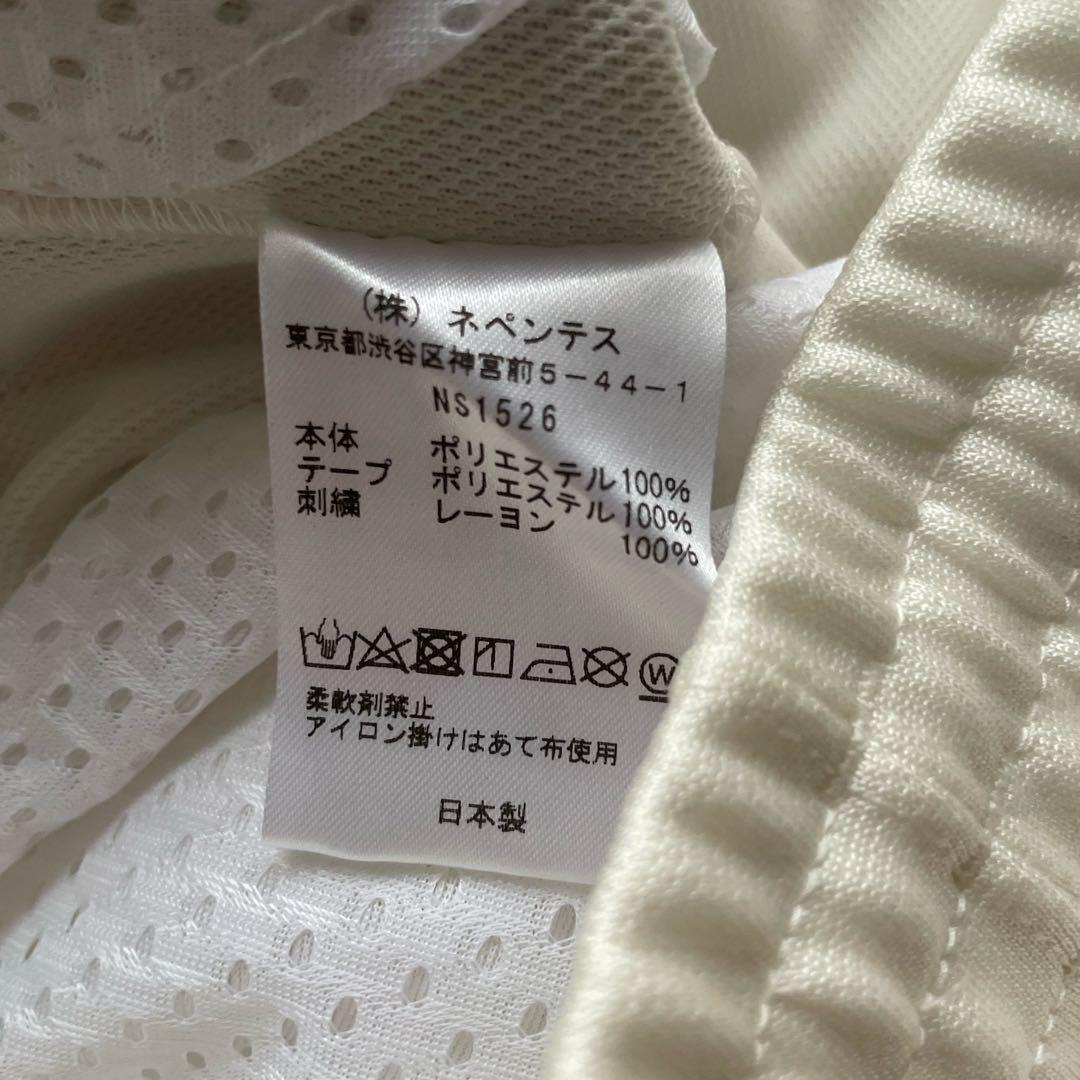 （株）ネペンテス
東京都渋谷区神宮前５－４４－１
NS1526
本体 ポリエステル100%
テープ ポリエステル100%
刺繍 レーヨン 100%
W
柔軟剤禁止
アイロン掛けはあて布使用
日本製